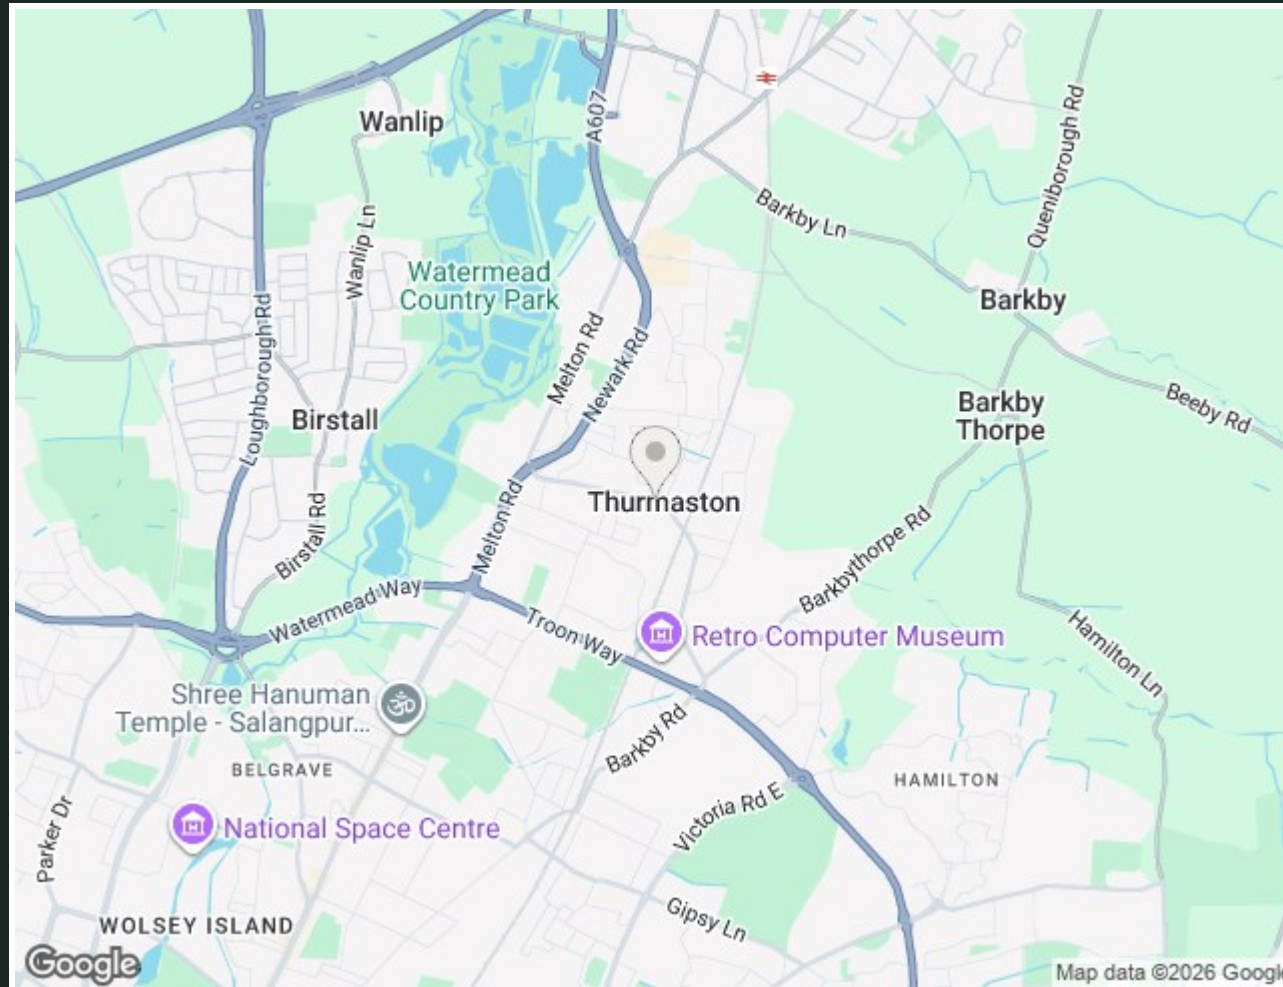 Wanlip
A607
Queniborough Rd
Barkby Ln
Wanlip Ln
Watermead
Country Park
Barkby
Loughborough Rd
Melton Rd
Newark Rd
Beeby Rd
Birstall
Barkby
Thorpe
Thurmaston
Melton Rd
Birstall Rd
Barkbythorpe Rd
Watermead Way
Troon Way
Retro Computer Museum
Hamilton Ln
Shree Hanuman
Temple - Salangpur...
Barkby Rd
BELGRAVE
HAMILTON
Victoria Rd E
National Space Centre
Parker Dr
Gipsy Ln
WOLSEY ISLAND
Google
Map data ©2026 Google